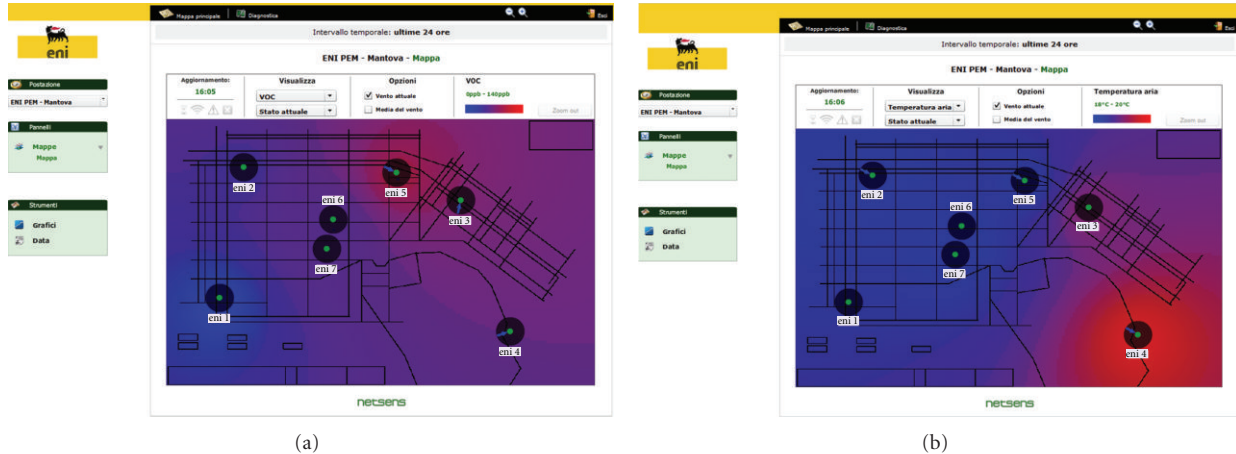 Mappa principale
Diagnostica
Esci
Intervallo temporale: ultime 24 ore
eni
ENI PEM - Mantova - Mappa
Postazione
ENI PEM - Mantova
Pannelli
Mappe
Mappa
Strumenti
Grafici
Data
Aggiornamento:
16:05
Visualizza
VOC
Stato attuale
Opzioni
Vento attuale
Media del vento
VOC
0ppb - 140ppb
Zoom out
eni 2
eni 5
eni 6
eni 3
eni 7
eni 1
eni 4
netsens
(a)
Mappa principale
Diagnostica
Esci
Intervallo temporale: ultime 24 ore
eni
ENI PEM - Mantova - Mappa
Postazione
ENI PEM - Mantova
Pannelli
Mappe
Mappa
Strumenti
Grafici
Data
Aggiornamento:
16:06
Visualizza
Temperatura aria
Stato attuale
Opzioni
Vento attuale
Media del vento
Temperatura aria
18°C - 20°C
Zoom out
eni 2
eni 5
eni 6
eni 3
eni 7
eni 1
eni 4
netsens
(b)